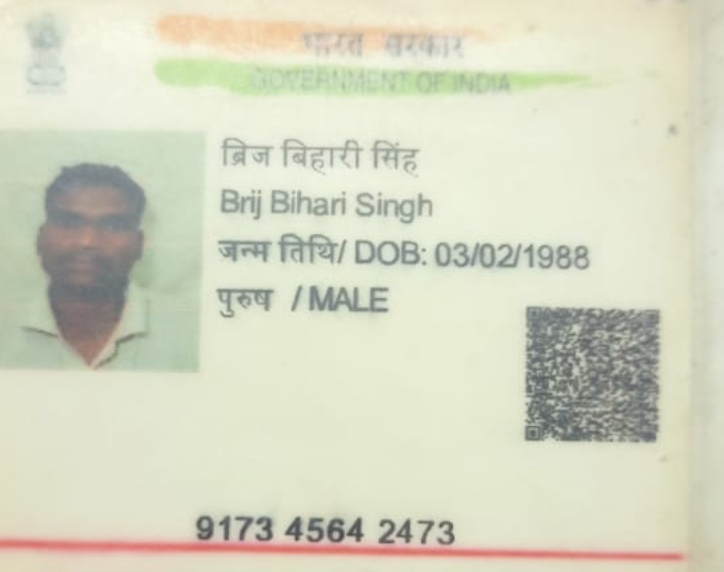 भारत सरकार
GOVERNMENT OF INDIA
ब्रिज बिहारी सिंह
Brij Bihari Singh
जन्म तिथि/ DOB: 03/02/1988
पुरुष / MALE
9173 4564 2473